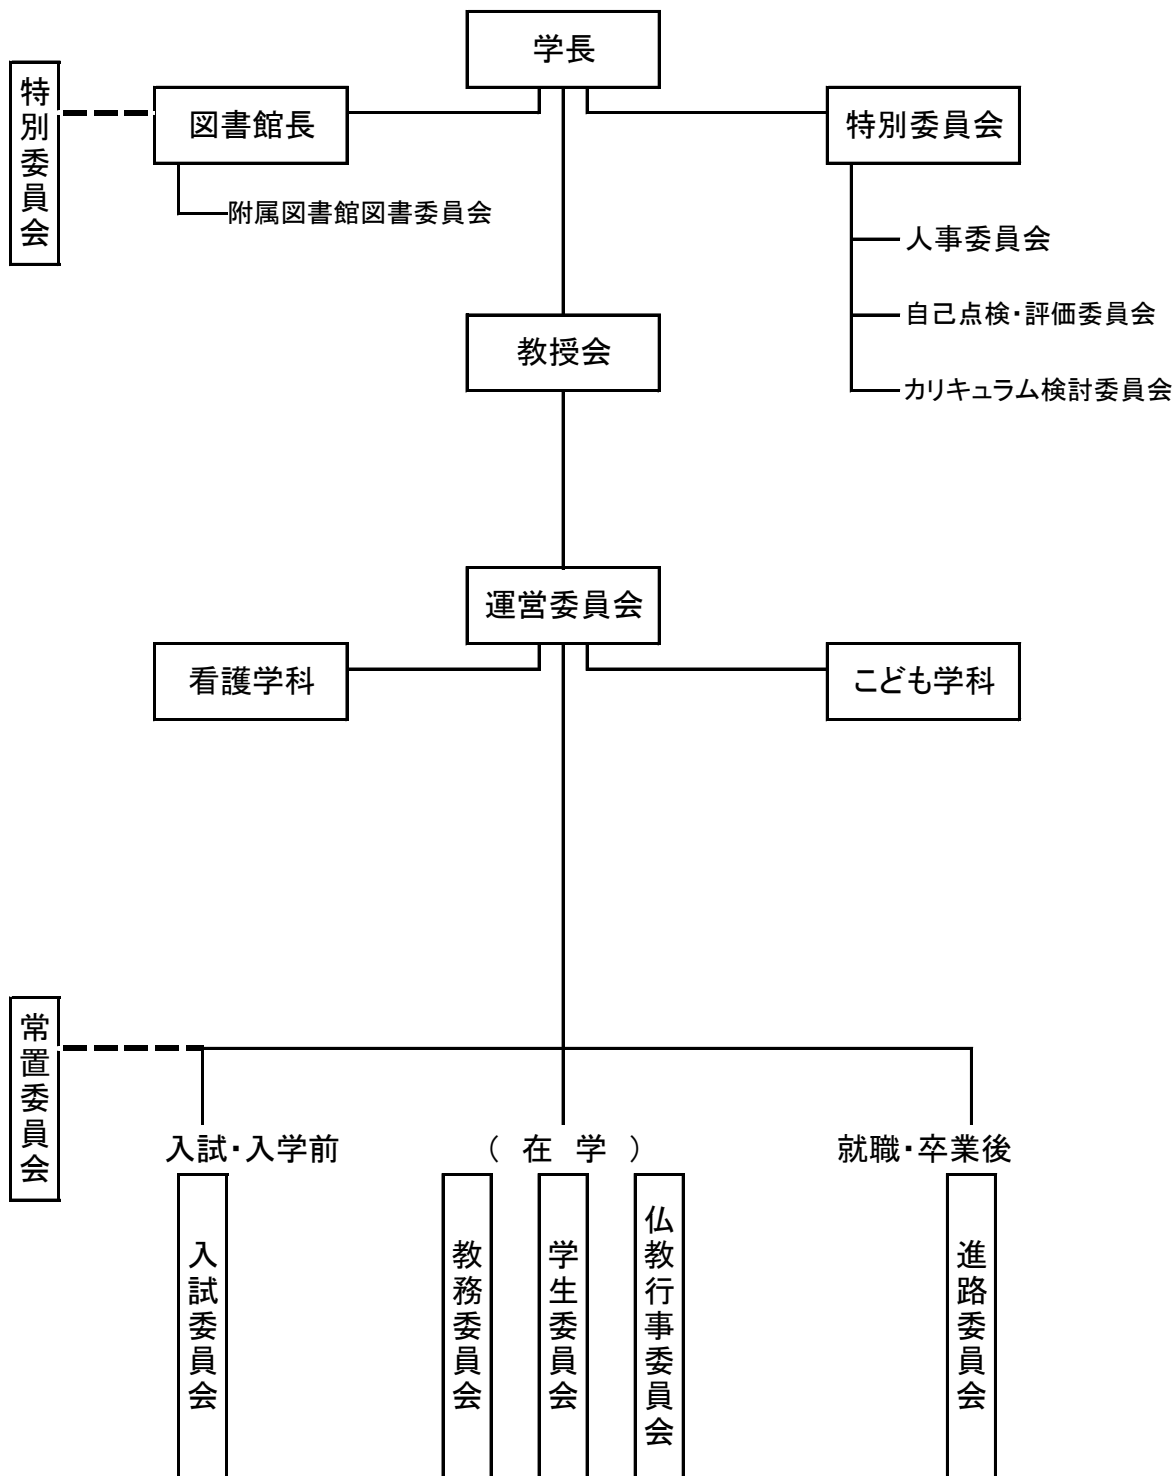 学長
特別委員会
図書館長
特別委員会
附属図書館図書委員会
人事委員会
自己点検・評価委員会
教授会
カリキュラム検討委員会
運営委員会
看護学科
こども学科
常置委員会
入試・入学前
（在学）
就職・卒業後
入試委員会
教務委員会
学生委員会
仏教行事委員会
進路委員会